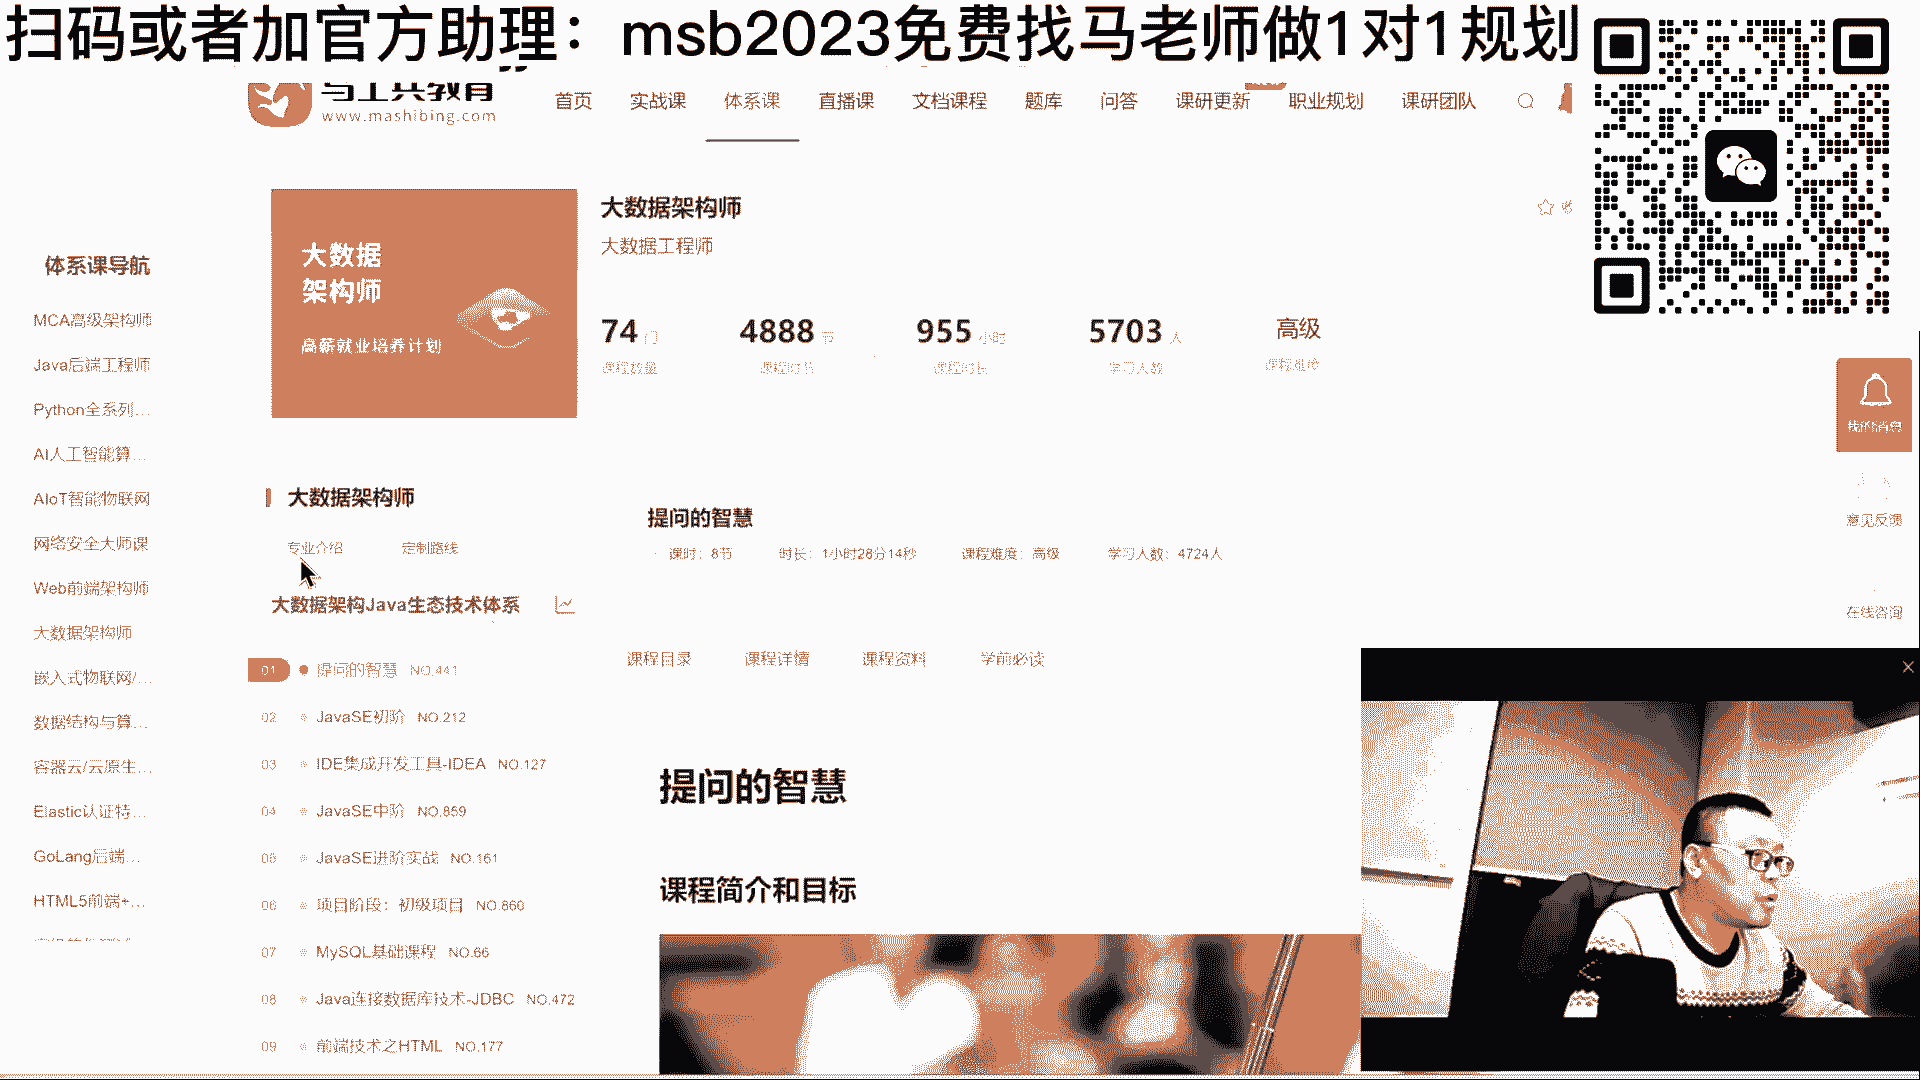 扫码或者加官方助理：msb2023免费找马老师做1对1规划
马士兵教育
www.mashibing.com
首页 实战课 体系课 直播课 文档课程 题库 问答 课研更新 职业规划 课研团队
大数据
架构师
高薪就业培养计划
大数据架构师
大数据工程师
74 门
课程数量
4888 节
课程时长
955 小时
课程时长
5703 人
学习人数
高级
课程难度
体系课导航
MCA高级架构师
Java后端工程师
Python全系列...
AI人工智能算...
AIoT智能物联网
网络安全大师课
Web前端架构师
大数据架构师
嵌入式物联网/...
数据结构与算...
容器云/云原生...
Elastic认证特...
GoLang后端...
HTML5前端+...
大数据架构师
专业介绍 定制路线
大数据架构Java生态技术体系
01 提问的智慧 NO.441
02 JavaSE初阶 NO.212
03 IDE集成开发工具-IDEA NO.127
04 JavaSE中阶 NO.859
05 JavaSE进阶实战 NO.161
06 项目阶段：初级项目 NO.860
07 MySQL基础课程 NO.66
08 Java连接数据库技术-JDBC NO.472
09 前端技术之HTML NO.177
提问的智慧
课时：8节 时长：1小时28分14秒 课程难度：高级 学习人数：4724人
课程目录 课程详情 课程资料 学前必读
提问的智慧
课程简介和目标
我的消息
意见反馈
在线咨询